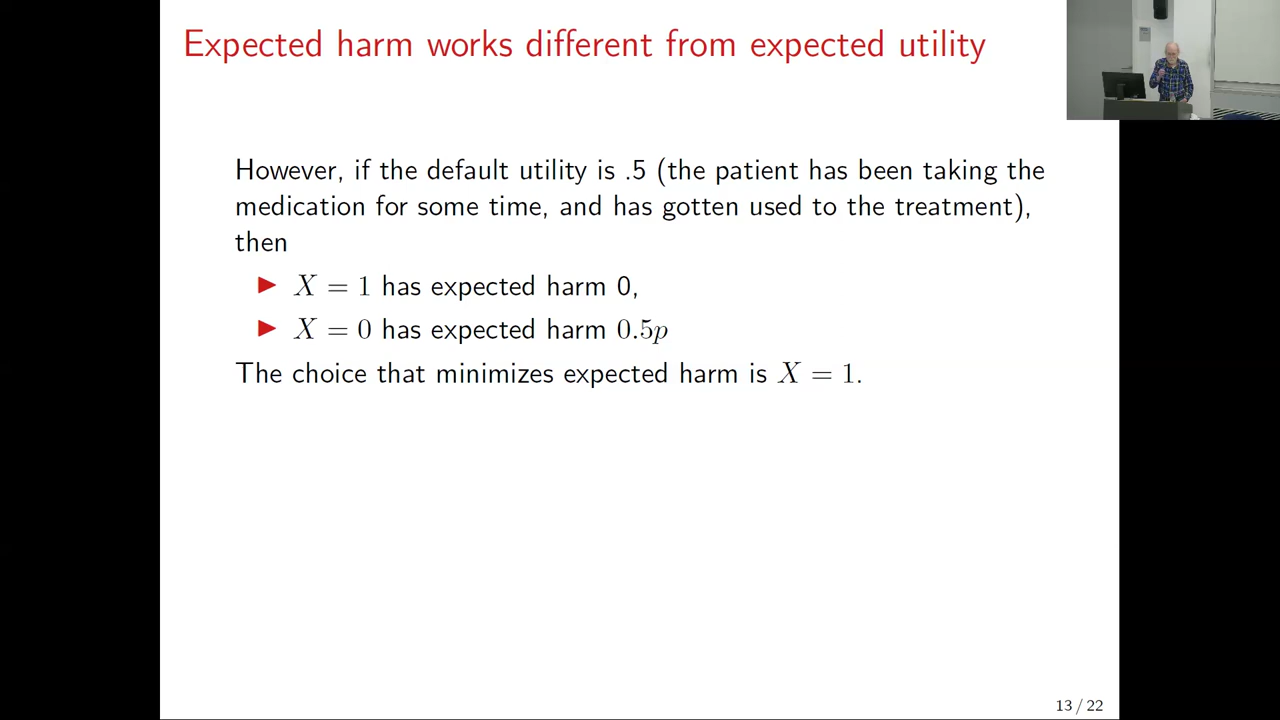 Expected harm works different from expected utility
However, if the default utility is .5 (the patient has been taking the
medication for some time, and has gotten used to the treatment),
then
▶ X = 1 has expected harm 0,
▶ X = 0 has expected harm 0.5p
The choice that minimizes expected harm is X = 1.
13 / 22